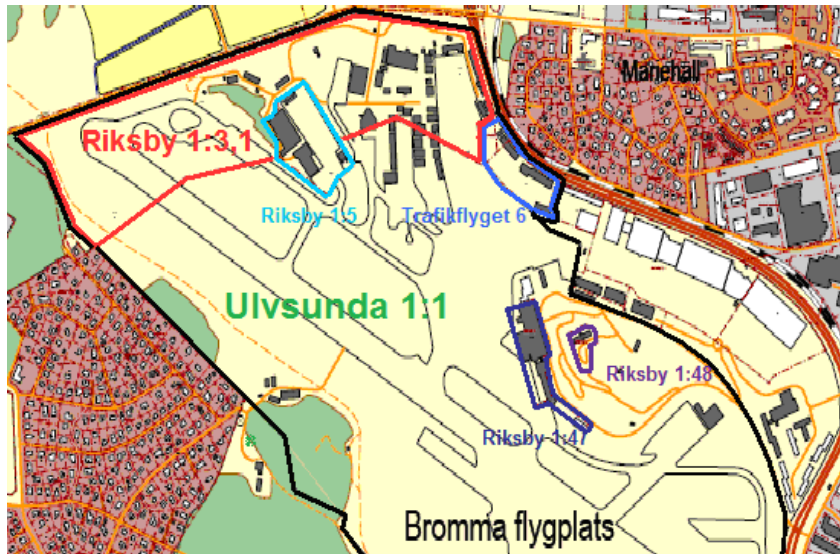 Mariehäll
Riksby 1:3,1
Riksby 1:5
Trafikflyget 6
Ulvsunda 1:1
Riksby 1:48
Riksby 1:47
Bromma flygplats